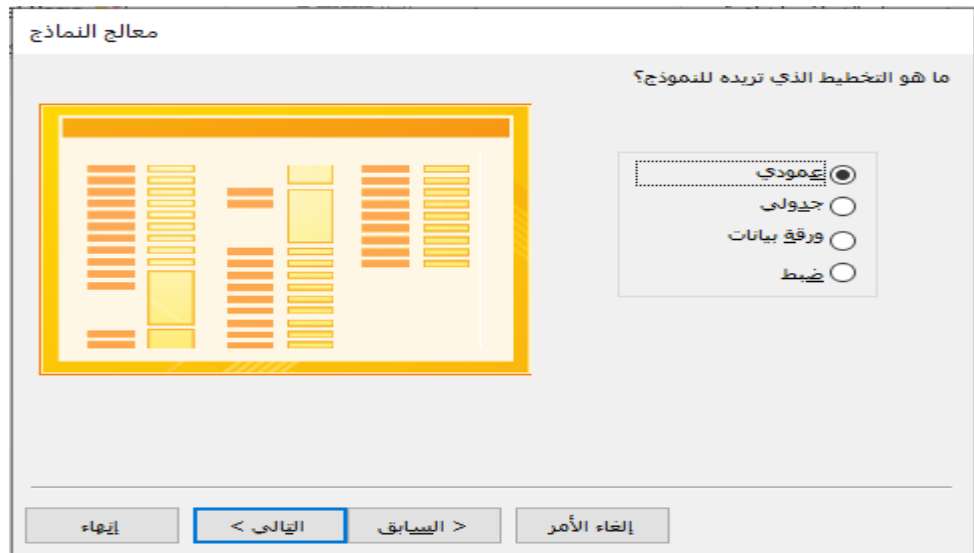 معالج النماذج
ما هو التخطيط الذي تريده للنموذج؟
عمودي
جدولي
ورقة بيانات
ضبط
إلغاء الأمر
< السابق
التالي >
إنهاء